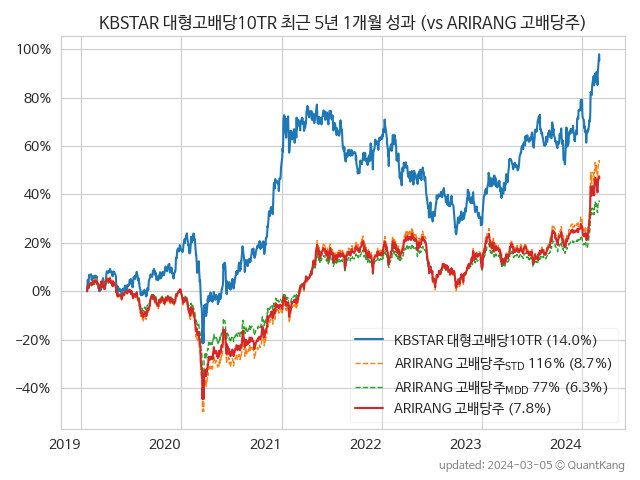 KBSTAR 대형고배당10TR 최근 5년 1개월 성과 (vs ARIRANG 고배당주)
100%
80%
60%
40%
20%
0%
−20%
−40%
KBSTAR 대형고배당10TR (14.0%)
ARIRANG 고배당주STD 116% (8.7%)
ARIRANG 고배당주MDD 77% (6.3%)
ARIRANG 고배당주 (7.8%)
2019 2020 2021 2022 2023 2024
updated: 2024-03-05 © QuantKang